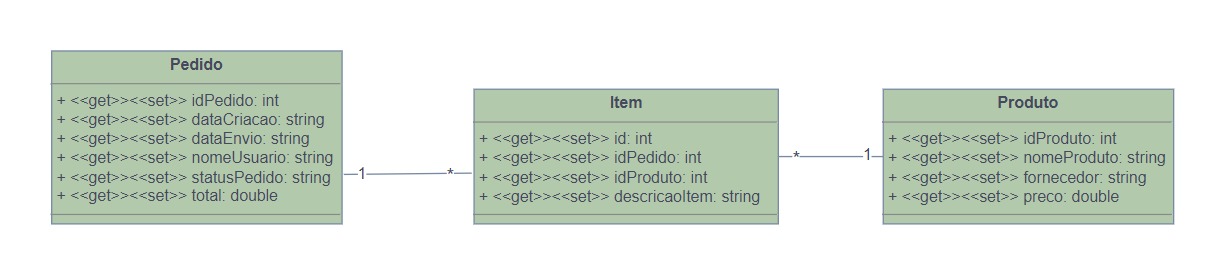 Pedido
+ <<get>><<set>> idPedido: int
+ <<get>><<set>> dataCriacao: string
+ <<get>><<set>> dataEnvio: string
+ <<get>><<set>> nomeUsuario: string
+ <<get>><<set>> statusPedido: string
+ <<get>><<set>> total: double
1
*
Item
+ <<get>><<set>> id: int
+ <<get>><<set>> idPedido: int
+ <<get>><<set>> idProduto: int
+ <<get>><<set>> descricaoItem: string
*
1
Produto
+ <<get>><<set>> idProduto: int
+ <<get>><<set>> nomeProduto: string
+ <<get>><<set>> fornecedor: string
+ <<get>><<set>> preco: double